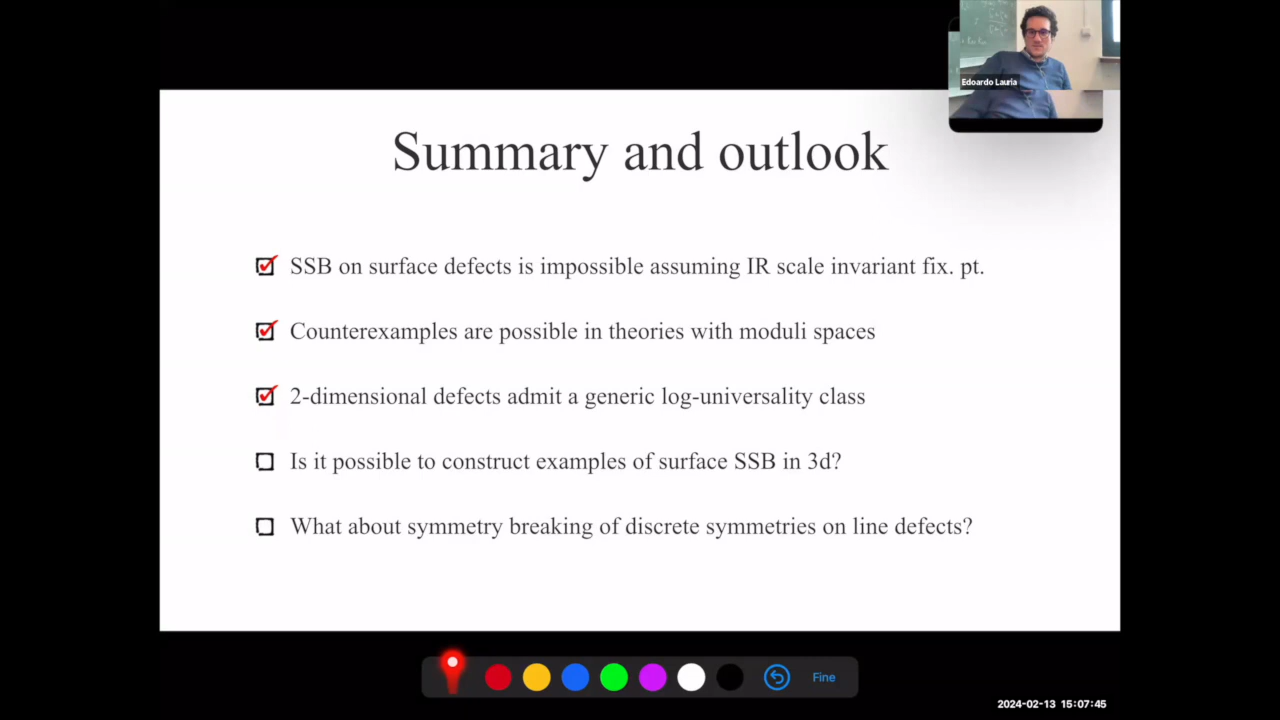 Edoardo Lauria
Summary and outlook
SSB on surface defects is impossible assuming IR scale invariant fix. pt.
Counterexamples are possible in theories with moduli spaces
2-dimensional defects admit a generic log-universality class
Is it possible to construct examples of surface SSB in 3d?
What about symmetry breaking of discrete symmetries on line defects?
Fine
2024-02-13 15:07:45